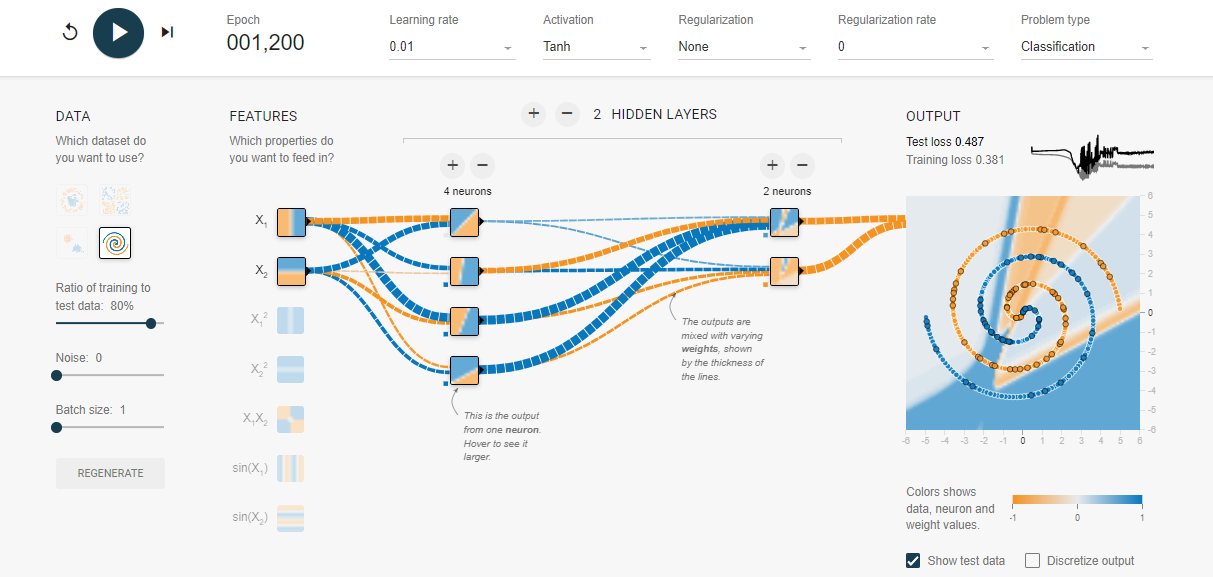 Epoch
001,200
Learning rate
0.01
Activation
Tanh
Regularization
None
Regularization rate
0
Problem type
Classification
DATA
Which dataset do
you want to use?
Ratio of training to
test data: 80%
Noise: 0
Batch size: 1
REGENERATE
FEATURES
Which properties do
you want to feed in?
X₁
X₂
X₁²
X₂²
X₁X₂
sin(X₁)
sin(X₂)
+ − 2 HIDDEN LAYERS
+ −
4 neurons
+ −
2 neurons
This is the output
from one neuron.
Hover to see it
larger.
The outputs are
mixed with varying
weights, shown
by the thickness of
the lines.
OUTPUT
Test loss 0.487
Training loss 0.381
6
5
4
3
2
1
0
-1
-2
-3
-4
-5
-6
-6 -5 -4 -3 -2 -1 0 1 2 3 4 5 6
Colors shows
data, neuron and
weight values.
-1 0 1
Show test data
Discretize output